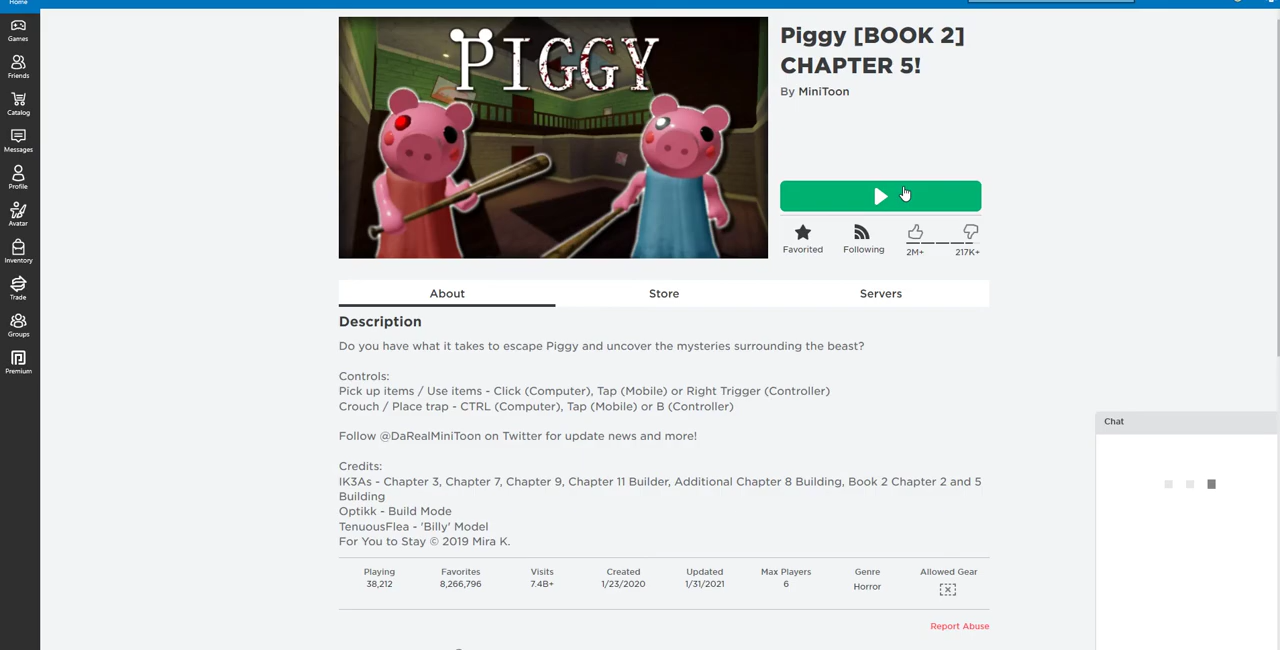 Home
Games
Friends
Catalog
Messages
Profile
Avatar
Inventory
Trade
Groups
Premium
PIGGY
Piggy [BOOK 2]
CHAPTER 5!
By MiniToon
Favorited
Following
2M+
217K+
About
Store
Servers
Description
Do you have what it takes to escape Piggy and uncover the mysteries surrounding the beast?
Controls:
Pick up items / Use items - Click (Computer), Tap (Mobile) or Right Trigger (Controller)
Crouch / Place trap - CTRL (Computer), Tap (Mobile) or B (Controller)
Follow @DaRealMiniToon on Twitter for update news and more!
Credits:
IK3As - Chapter 3, Chapter 7, Chapter 9, Chapter 11 Builder, Additional Chapter 8 Building, Book 2 Chapter 2 and 5
Building
Optikk - Build Mode
TenuousFlea - 'Billy' Model
For You to Stay © 2019 Mira K.
Playing Favorites Visits Created Updated Max Players Genre Allowed Gear
38,212 8,266,796 7.4B+ 1/23/2020 1/31/2021 6 Horror
Report Abuse
Chat